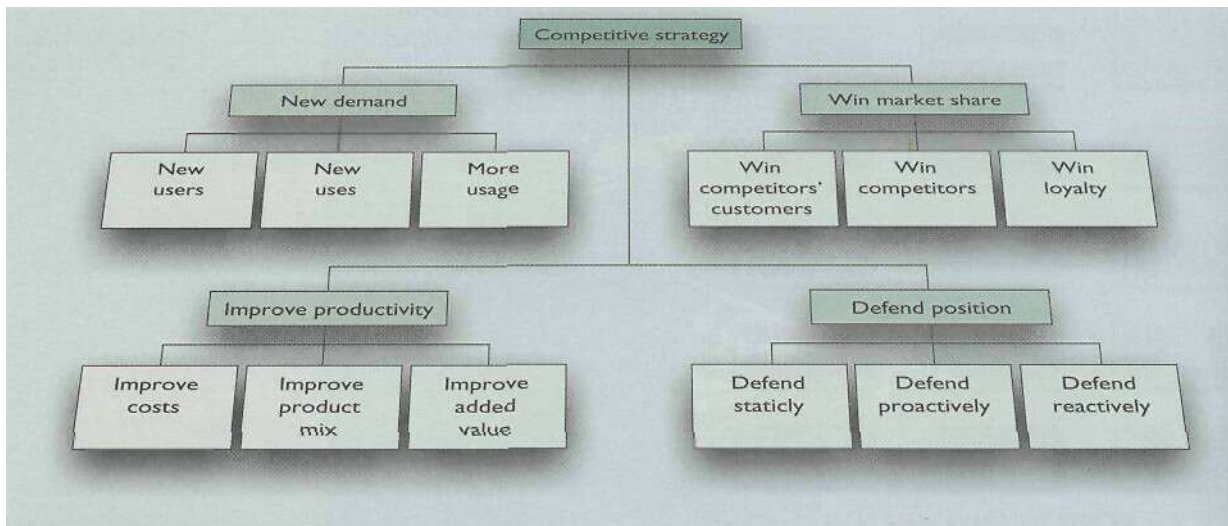 Competitive strategy
New demand
New
users
New
uses
More
usage
Win market share
Win
competitors'
customers
Win
competitors
Win
loyalty
Improve productivity
Improve
costs
Improve
product
mix
Improve
added
value
Defend position
Defend
staticly
Defend
proactively
Defend
reactively